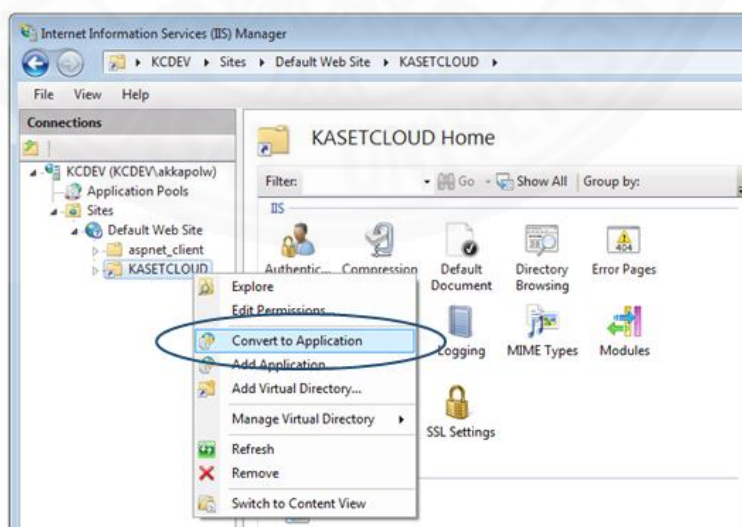 Internet Information Services (IIS) Manager
KCDEV Sites Default Web Site KASETCLOUD
File View Help
Connections
KCDEV (KCDEV\akkapolw)
Application Pools
Sites
Default Web Site
aspnet_client
KASETCLOUD
KASETCLOUD Home
Filter: Go Show All Group by:
IIS
Authentic... Compression Default Document Directory Browsing Error Pages
404
Logging MIME Types Modules
SSL Settings
Explore
Edit Permissions...
Convert to Application
Add Application...
Add Virtual Directory...
Manage Virtual Directory
Refresh
Remove
Switch to Content View